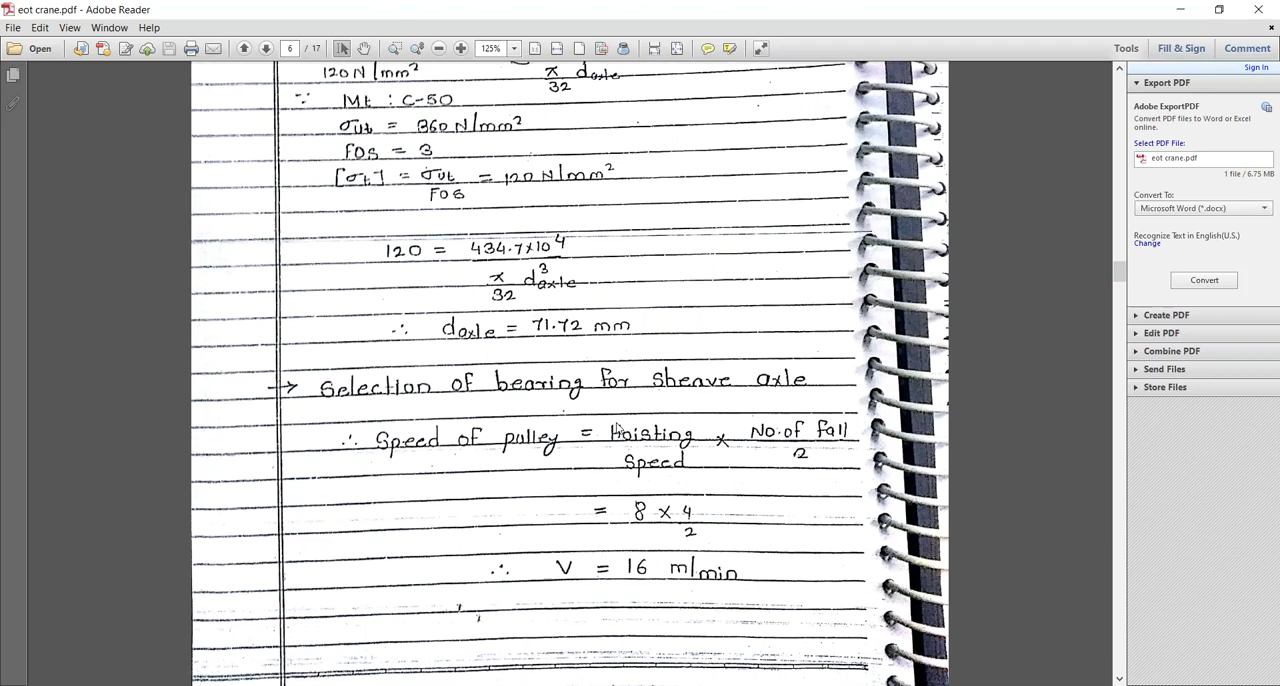 eot crane.pdf - Adobe Reader
File Edit View Window Help
Open 6 / 17 125% Tools Fill & Sign Comment
Sign In
Export PDF
Adobe ExportPDF
Convert PDF files to Word or Excel
online.
Select PDF File:
eot crane.pdf
1 file / 6.75 MB
Convert To:
Microsoft Word (*.docx)
Recognize Text in English(U.S.)
Change
Convert
Create PDF
Edit PDF
Combine PDF
Send Files
Store Files
120 N/mm²
π/32 d axle
∵ Mt : C-50
σut = 360 N/mm²
FOS = 3
[σt] = σut/FOS = 120 N/mm²
120 = 434.7×10⁴
π/32 d³axle
∴ daxle = 71.72 mm
→ Selection of bearing for Sheave axle
∴ Speed of pulley = Hoisting × No. of fall
Speed 2
= 8 × 4
2
∴ V = 16 m/min